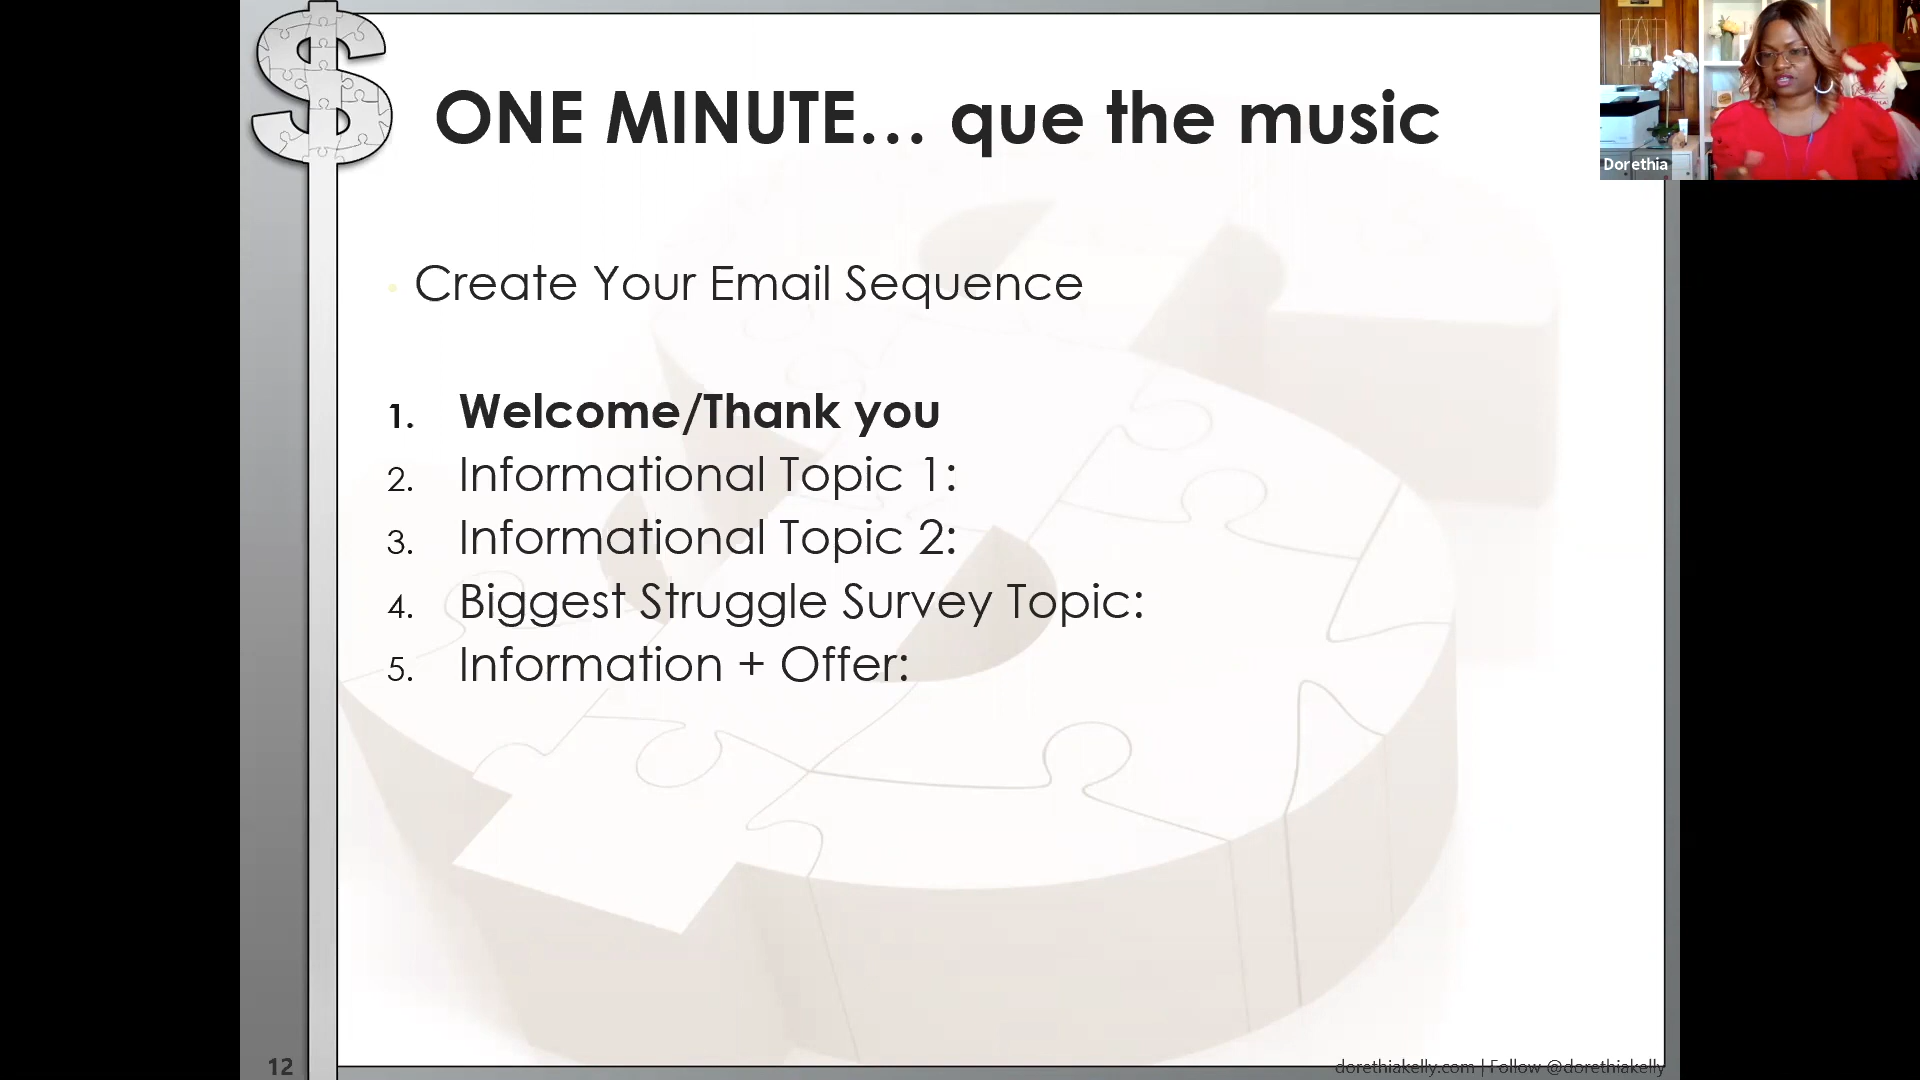 ONE MINUTE... que the music
Dorethia
• Create Your Email Sequence
1. Welcome/Thank you
2. Informational Topic 1:
3. Informational Topic 2:
4. Biggest Struggle Survey Topic:
5. Information + Offer:
12
dorethiakelly.com | Follow @dorethiakelly